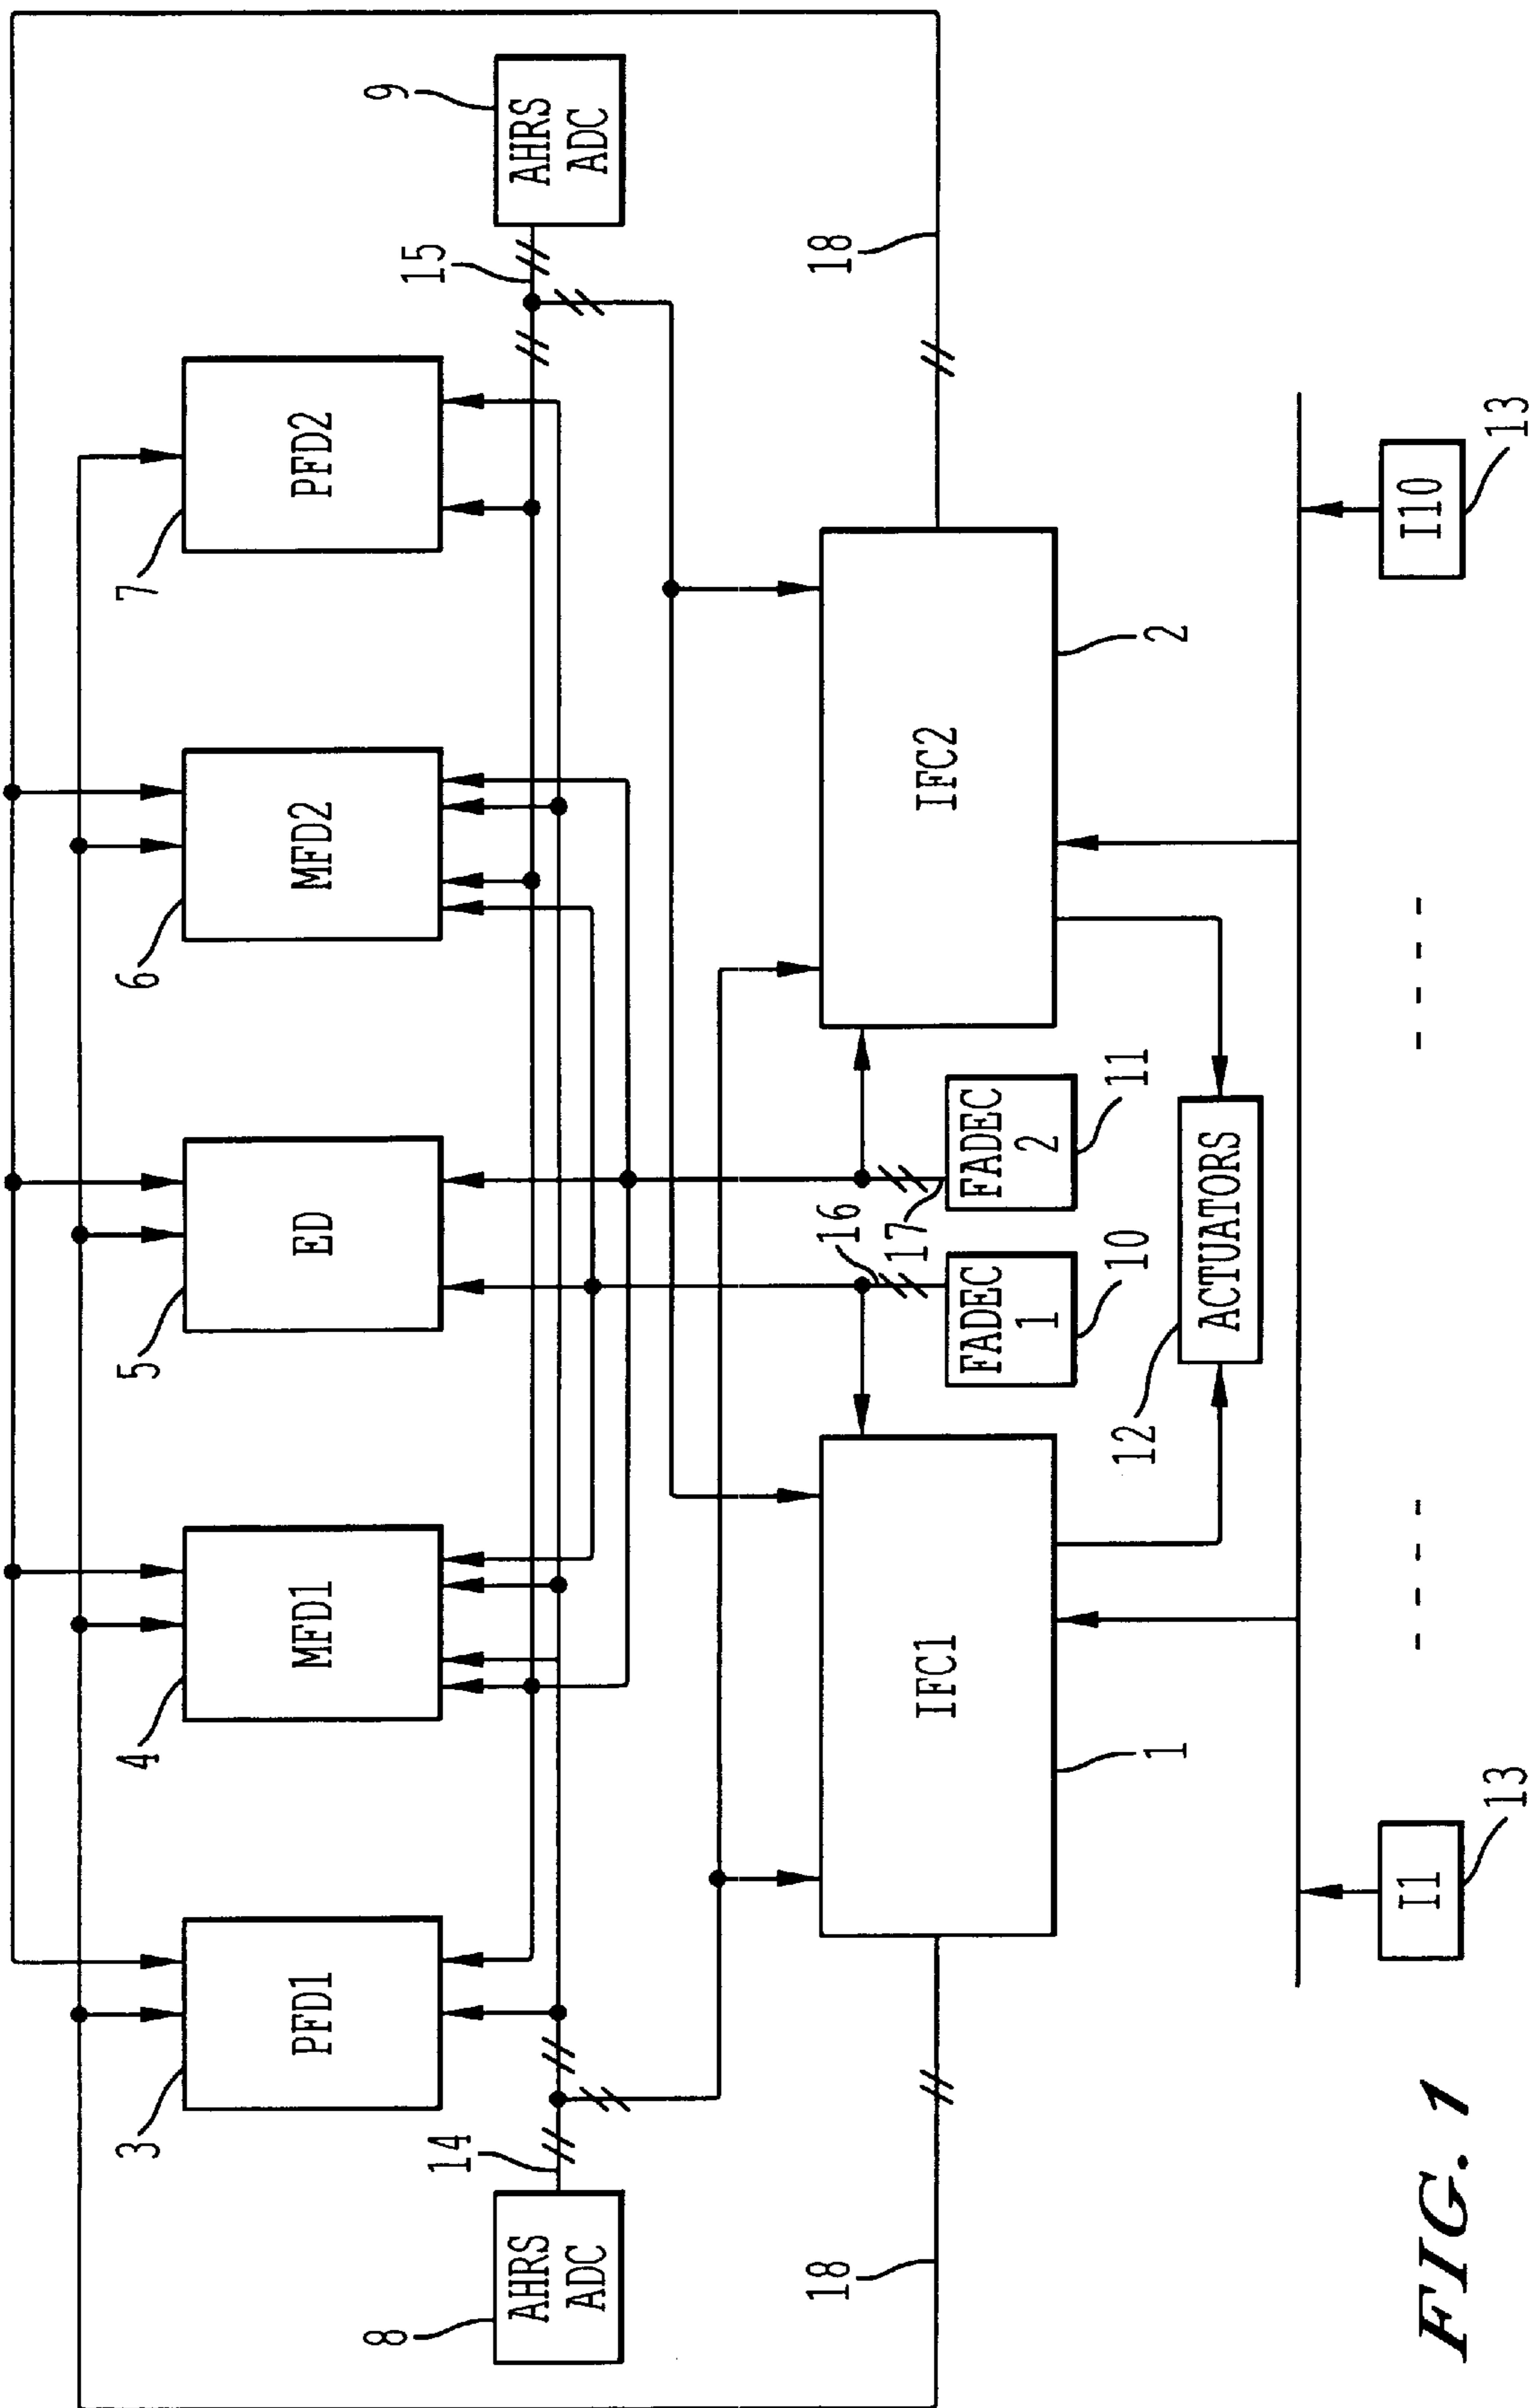 3
PFD1
4
MFD1
5
ED
6
MFD2
7
PFD2
8
AHRS
ADC
14
15
9
AHRS
ADC
18
IFC1
1
16
17
FADEC
1
10
FADEC
2
11
IFC2
2
18
12
ACTUATORS
I1
13
I10
13
FIG. 1